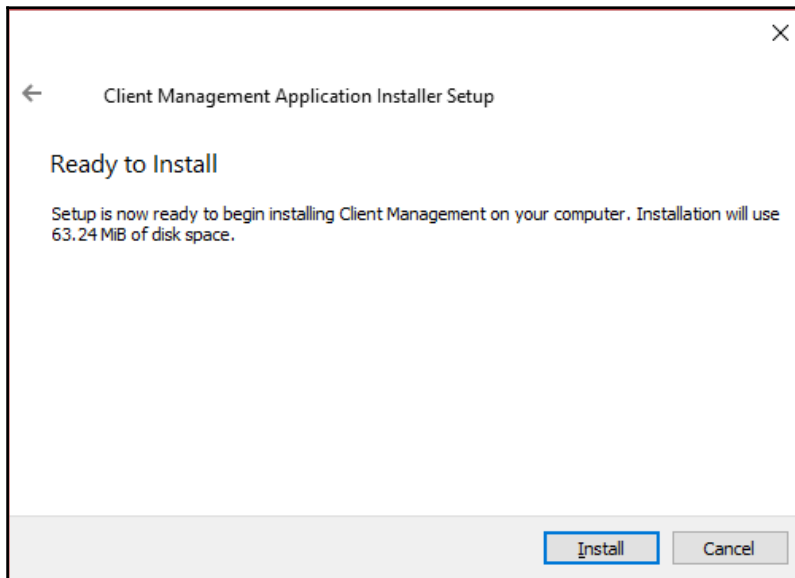 Client Management Application Installer Setup
Ready to Install
Setup is now ready to begin installing Client Management on your computer. Installation will use
63.24 MiB of disk space.
Install
Cancel